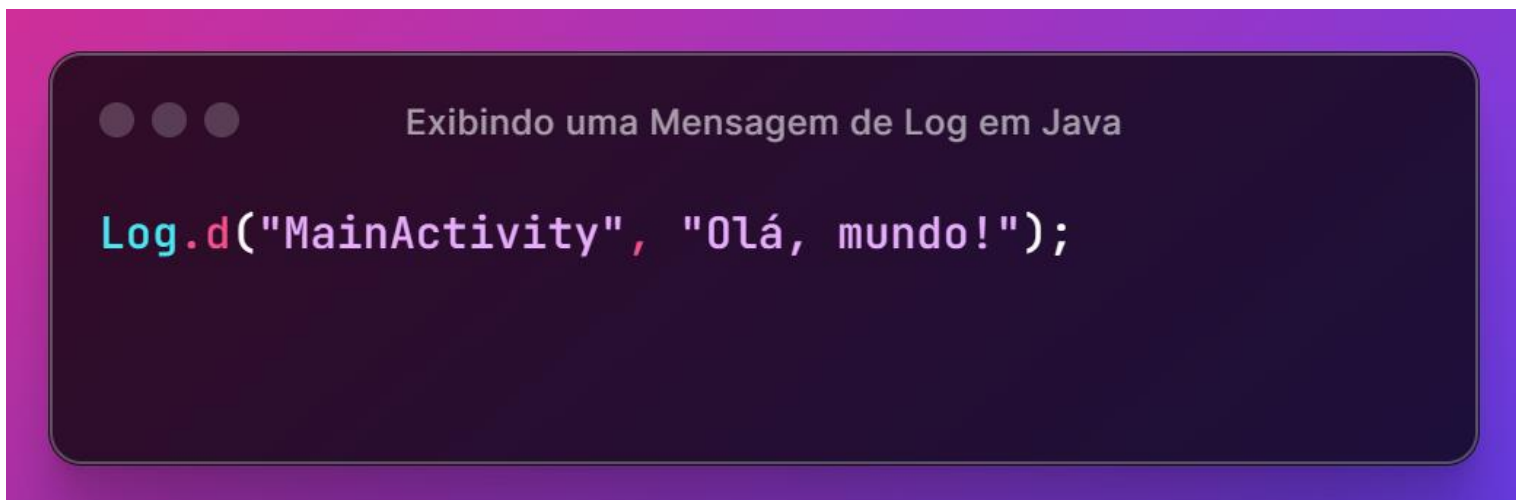 Exibindo uma Mensagem de Log em Java
Log.d("MainActivity", "Olá, mundo!");